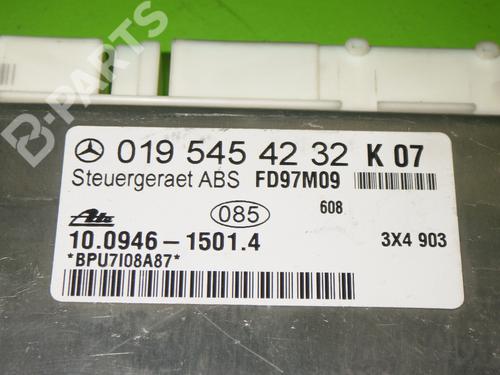 019 545 42 32 K 07
Steuergeraet ABS FD97M09
085 608
Ate
10.0946-1501.4 3X4 903
*BPU7I08A87*
B-PARTS